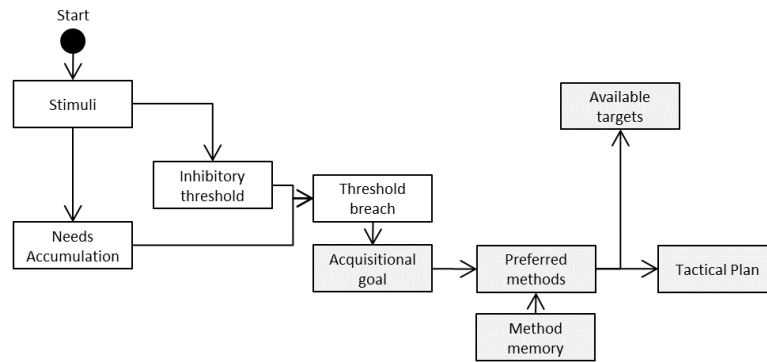 Start
Stimuli
Available
targets
Inhibitory
threshold
Threshold
breach
Needs
Accumulation
Acquisitional
goal
Preferred
methods
Tactical Plan
Method
memory